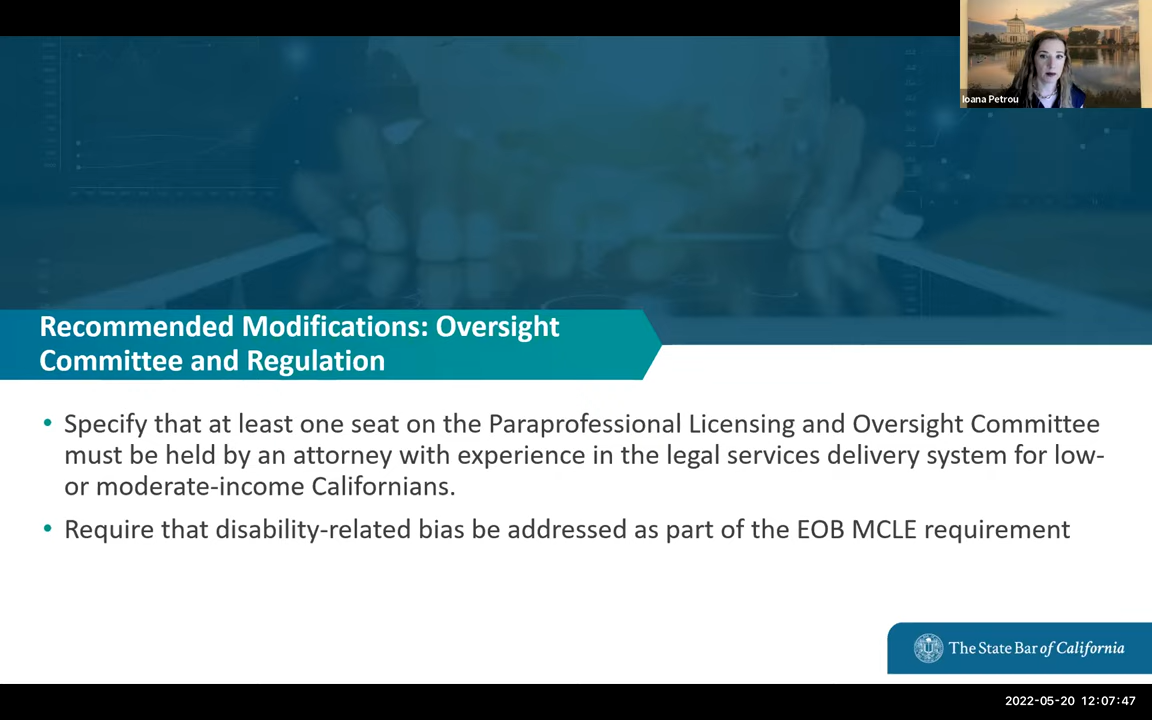 Ioana Petrou
Recommended Modifications: Oversight
Committee and Regulation
• Specify that at least one seat on the Paraprofessional Licensing and Oversight Committee
must be held by an attorney with experience in the legal services delivery system for low-
or moderate-income Californians.
• Require that disability-related bias be addressed as part of the EOB MCLE requirement
The State Bar of California
2022-05-20 12:07:47